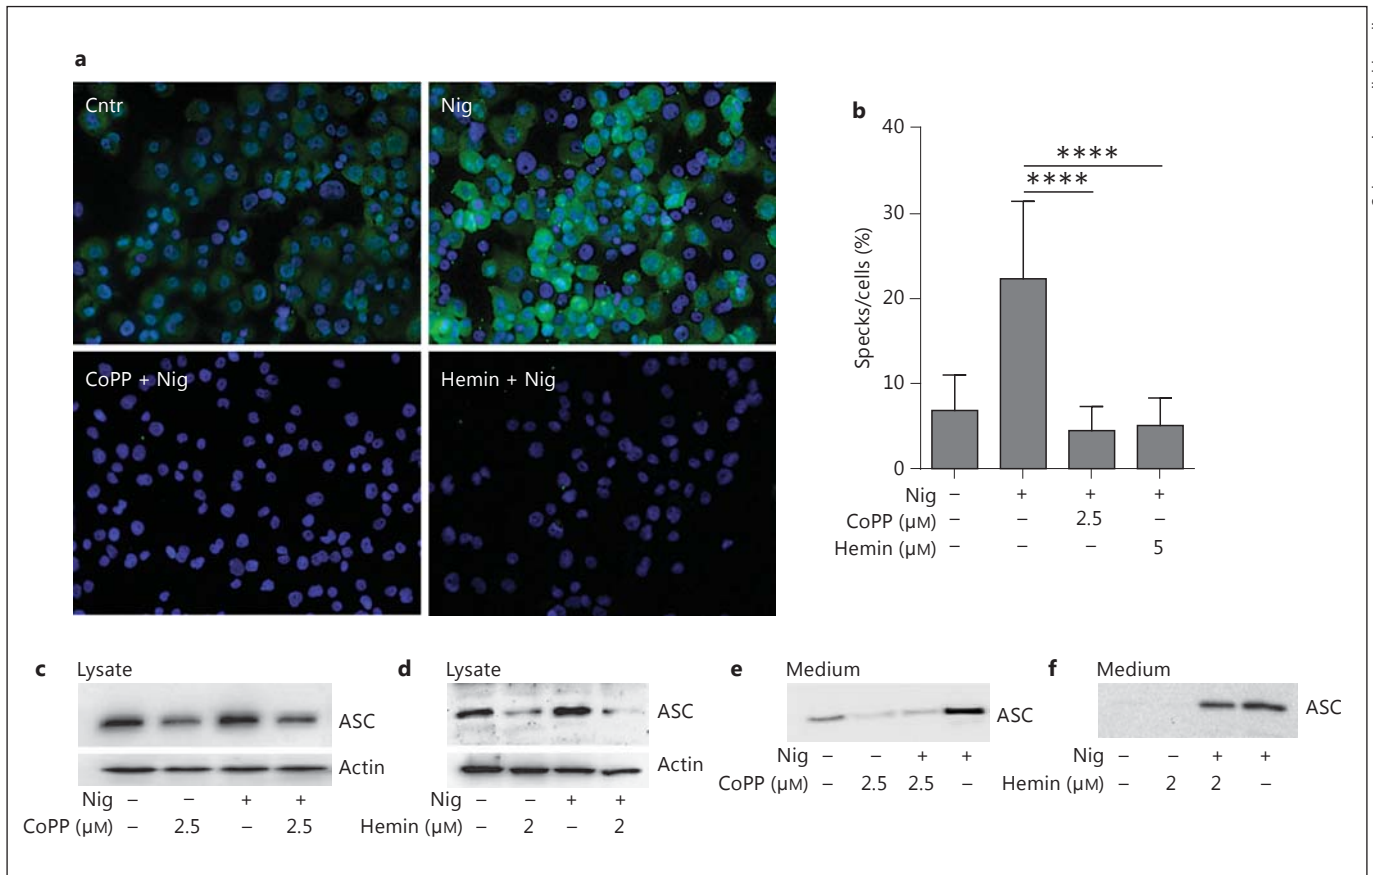 a
Cntr
Nig
CoPP + Nig
Hemin + Nig
b
Specks/cells (%)
40
30
20
10
0
****
****
Nig – + + +
CoPP (μM) – – 2.5 –
Hemin (μM) – – – 5
c Lysate
ASC
Actin
Nig – – + +
CoPP (μM) – 2.5 – 2.5
d Lysate
ASC
Actin
Nig – – + +
Hemin (μM) – 2 – 2
e Medium
ASC
Nig – – + +
CoPP (μM) – 2.5 2.5 –
f Medium
ASC
Nig – – + +
Hemin (μM) – 2 2 –